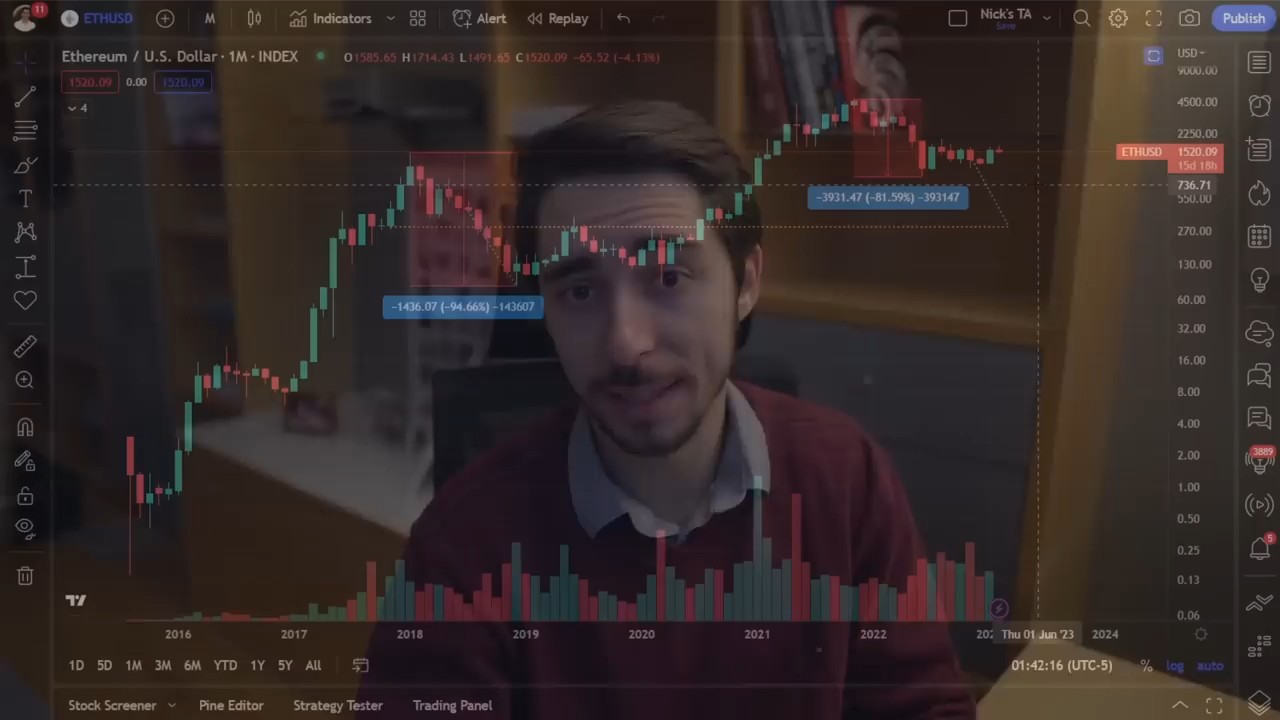 11
ETHUSD
M
Indicators
Alert
Replay
Nick's TA
Save
Publish
Ethereum / U.S. Dollar · 1M · INDEX
O1585.65 H1714.43 L1491.65 C1520.09 −65.52 (−4.13%)
1520.09 0.00 1520.09
4
USD
9000.00
4500.00
2250.00
ETHUSD 1520.09
15d 18h
736.71
550.00
270.00
130.00
60.00
32.00
16.00
8.00
4.00
2.00
1.00
0.50
0.25
0.13
0.06
−3931.47 (−81.59%) −393147
−1436.07 (−94.66%) −143607
3889
5
T
2016
2017
2018
2019
2020
2021
2022
202
Thu 01 Jun '23
2024
1D 5D 1M 3M 6M YTD 1Y 5Y All
01:42:16 (UTC-5)
% log auto
Stock Screener
Pine Editor
Strategy Tester
Trading Panel